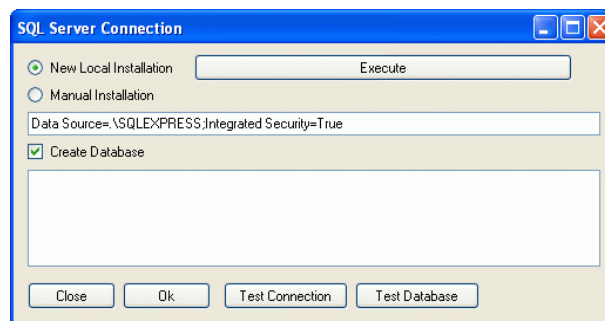 SQL Server Connection
New Local Installation Execute
Manual Installation
Data Source=.\SQLEXPRESS;Integrated Security=True
Create Database
Close Ok Test Connection Test Database